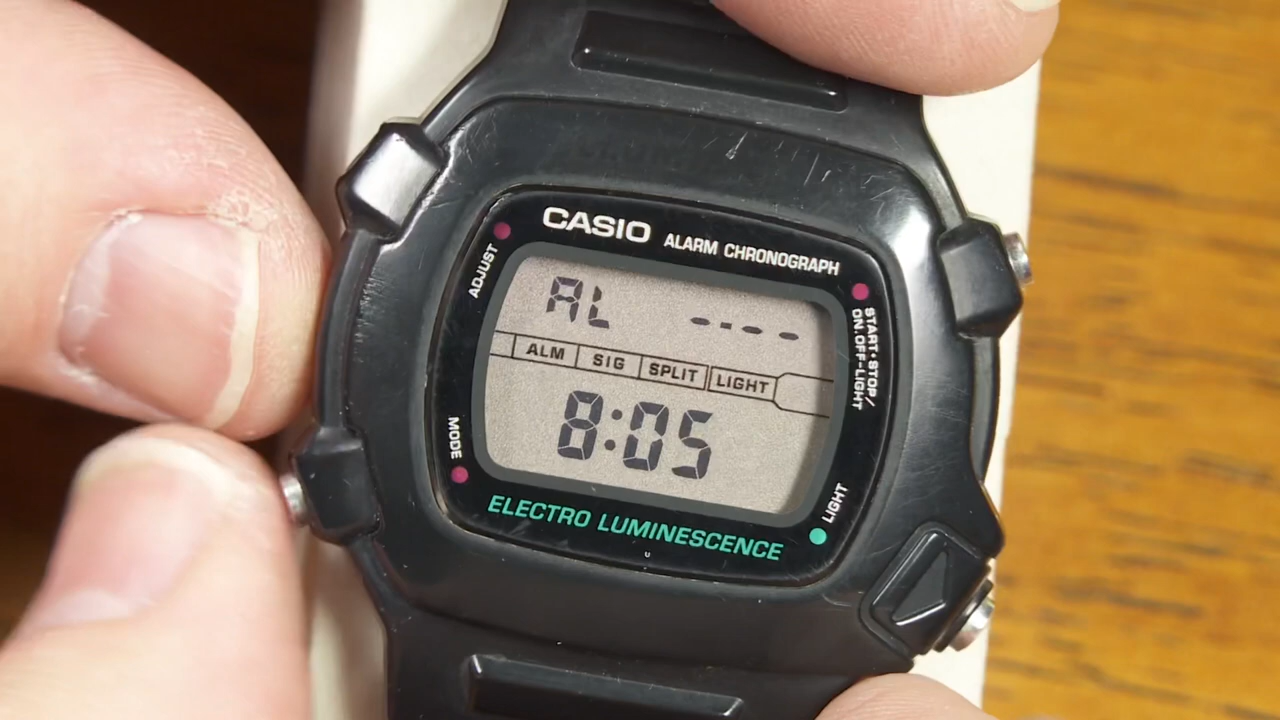 CASIO
ALARM CHRONOGRAPH
ADJUST
START•STOP/
ON.OFF-LIGHT
AL -.---
ALM SIG SPLIT LIGHT
8:05
MODE
LIGHT
ELECTRO LUMINESCENCE